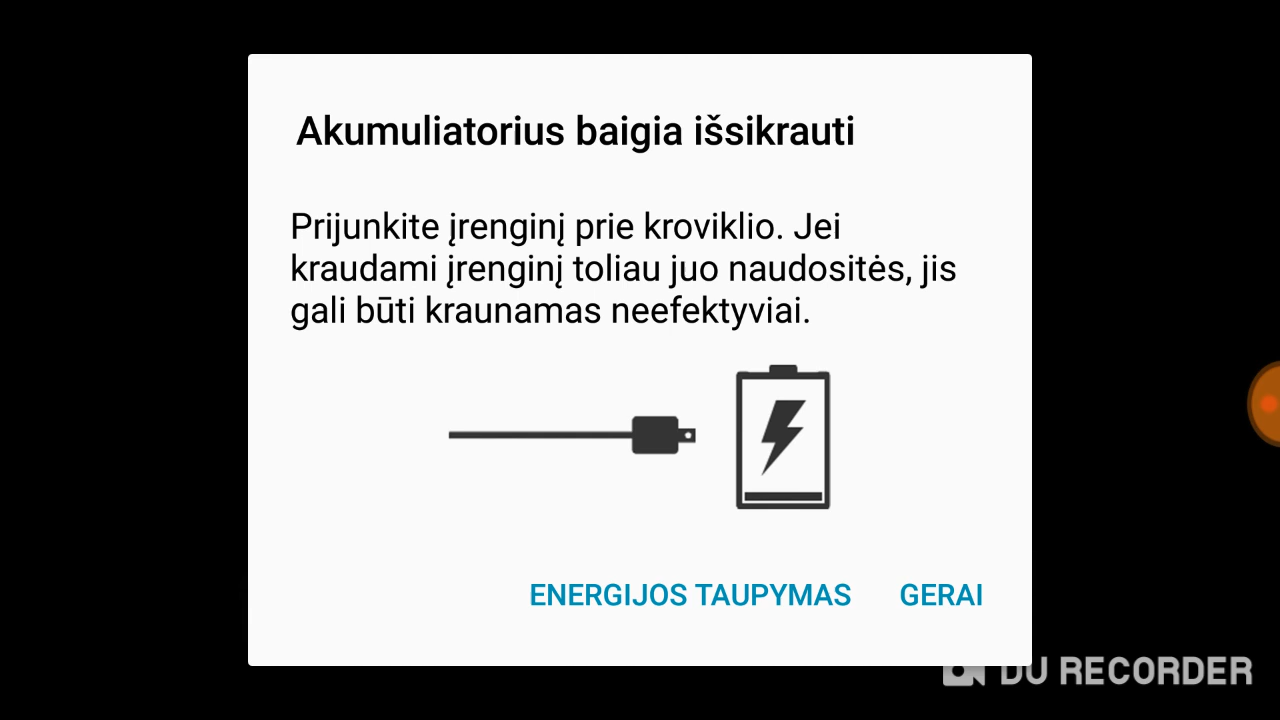 Akumuliatorius baigia išsikrauti
Prijunkite įrenginį prie kroviklio. Jei
kraudami įrenginį toliau juo naudositės, jis
gali būti kraunamas neefektyviai.
ENERGIJOS TAUPYMAS GERAI
DU RECORDER